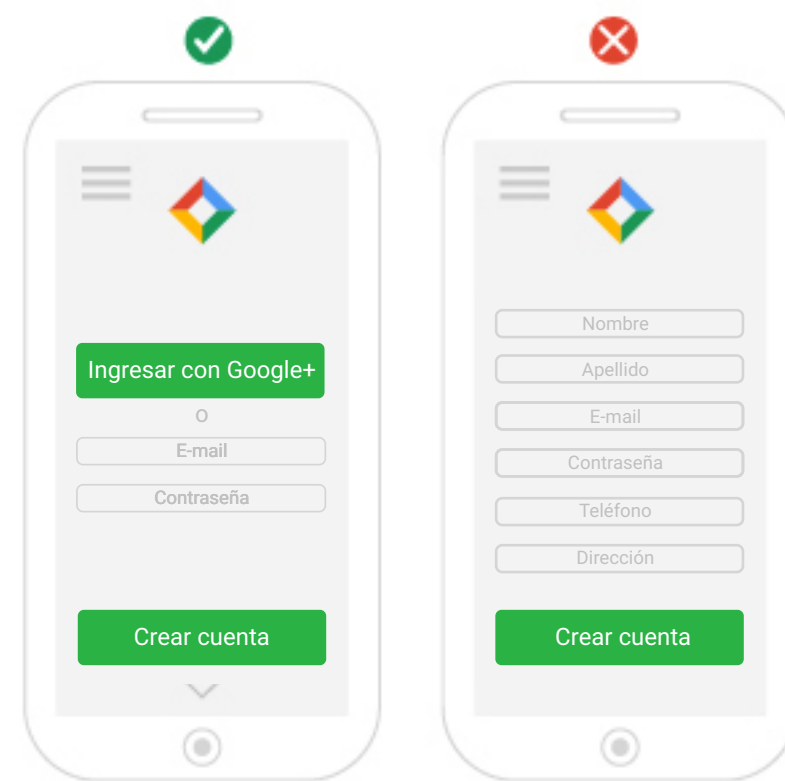 Ingresar con Google+
O
E-mail
Contraseña
Crear cuenta
Nombre
Apellido
E-mail
Contraseña
Teléfono
Dirección
Crear cuenta